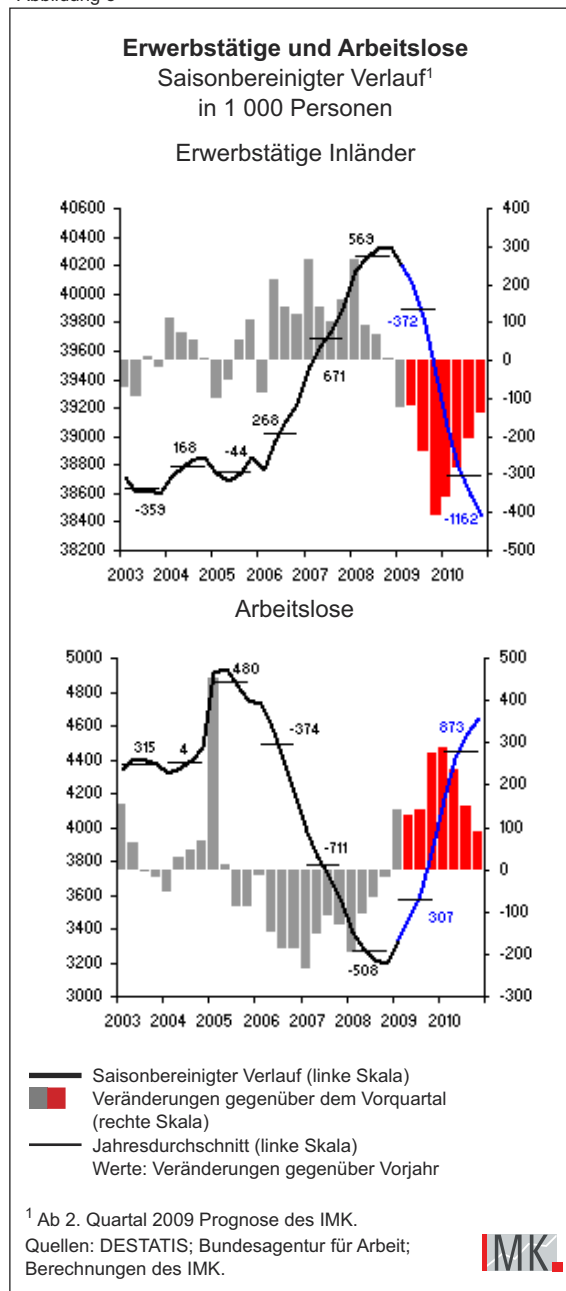 Erwerbstätige und Arbeitslose
Saisonbereinigter Verlauf¹
in 1 000 Personen
Erwerbstätige Inländer
40600 400
40400 300
40200 569 200
40000 100
39800 -372 0
39600 671 -100
39400 268 -200
39200 168 -44 -300
39000 -359 -1162 -400
38800 -500
38600
38400
38200
2003 2004 2005 2006 2007 2008 2009 2010
Arbeitslose
5000 500
4800 480 400
4600 873 300
4400 315 4 -374 200
4200 100
4000 0
3800 -711 -100
3600 307 -200
3400 -508 -300
3200
3000
2003 2004 2005 2006 2007 2008 2009 2010
Saisonbereinigter Verlauf (linke Skala)
Veränderungen gegenüber dem Vorquartal
(rechte Skala)
Jahresdurchschnitt (linke Skala)
Werte: Veränderungen gegenüber Vorjahr
¹ Ab 2. Quartal 2009 Prognose des IMK.
Quellen: DESTATIS; Bundesagentur für Arbeit;
Berechnungen des IMK.
IMK